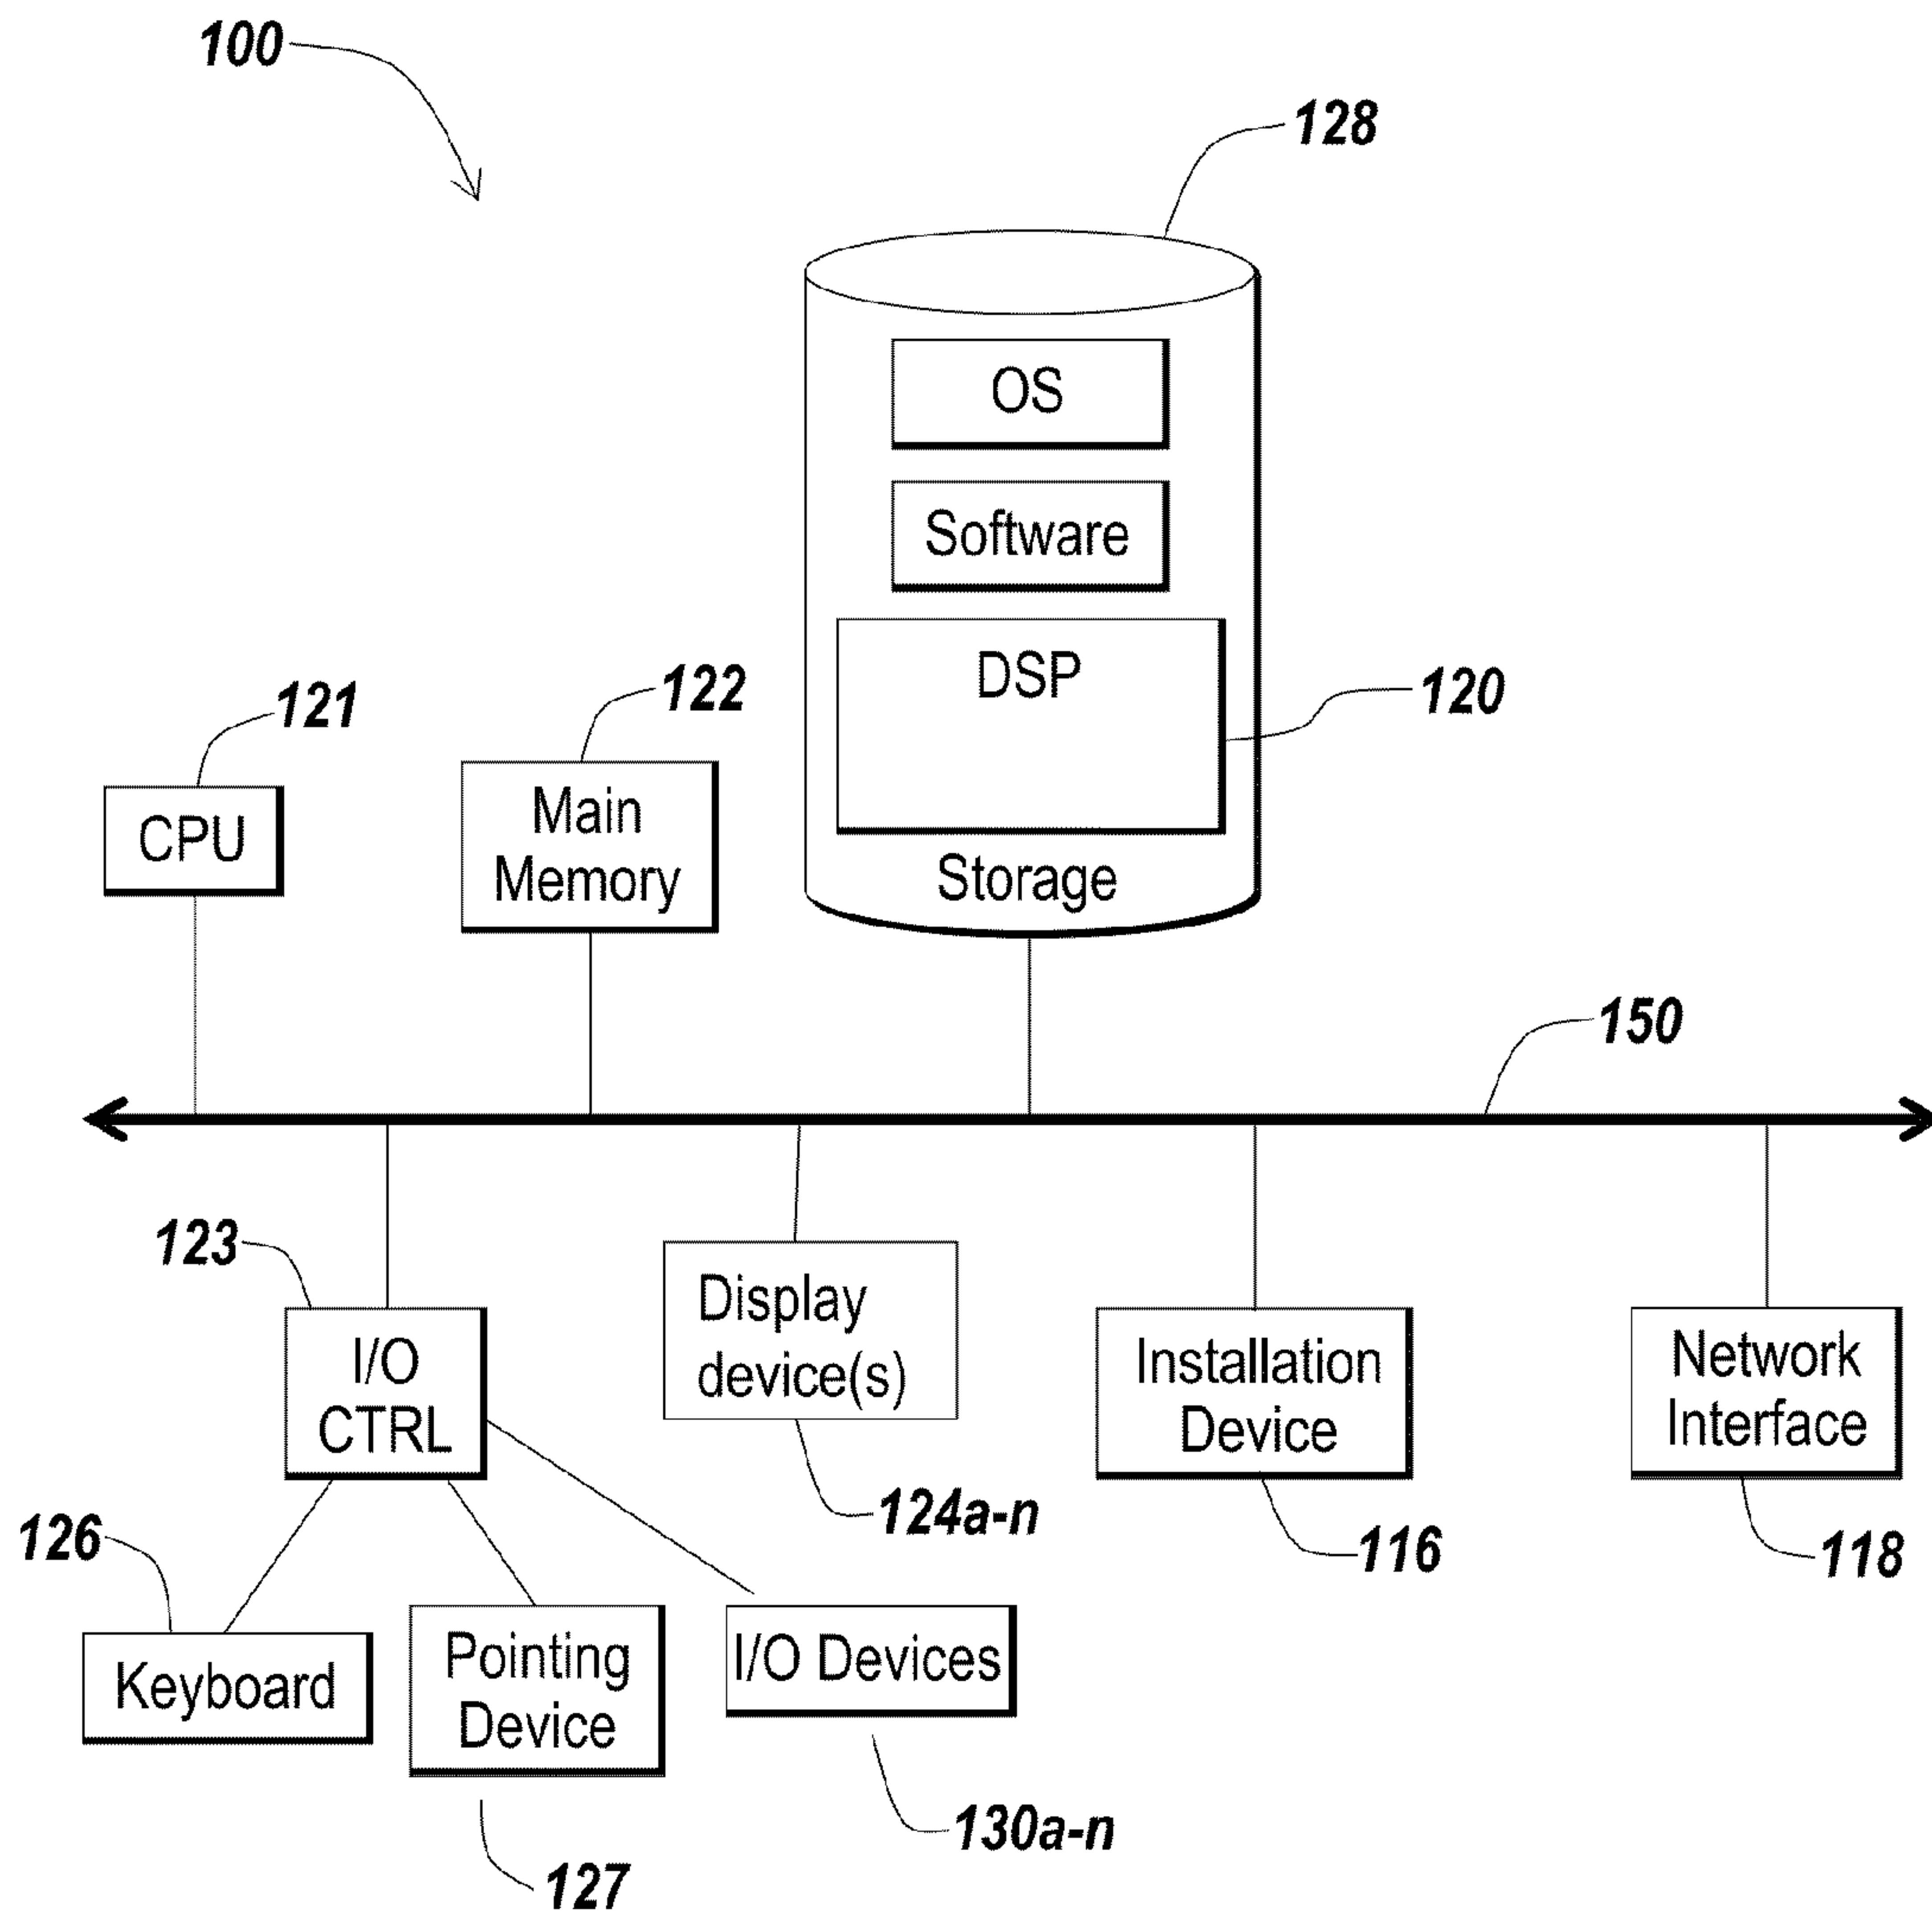 100
128
OS
Software
DSP
120
Storage
121
CPU
122
Main
Memory
150
123
I/O
CTRL
Display
device(s)
124a-n
Installation
Device
116
Network
Interface
118
126
Keyboard
Pointing
Device
127
I/O Devices
130a-n